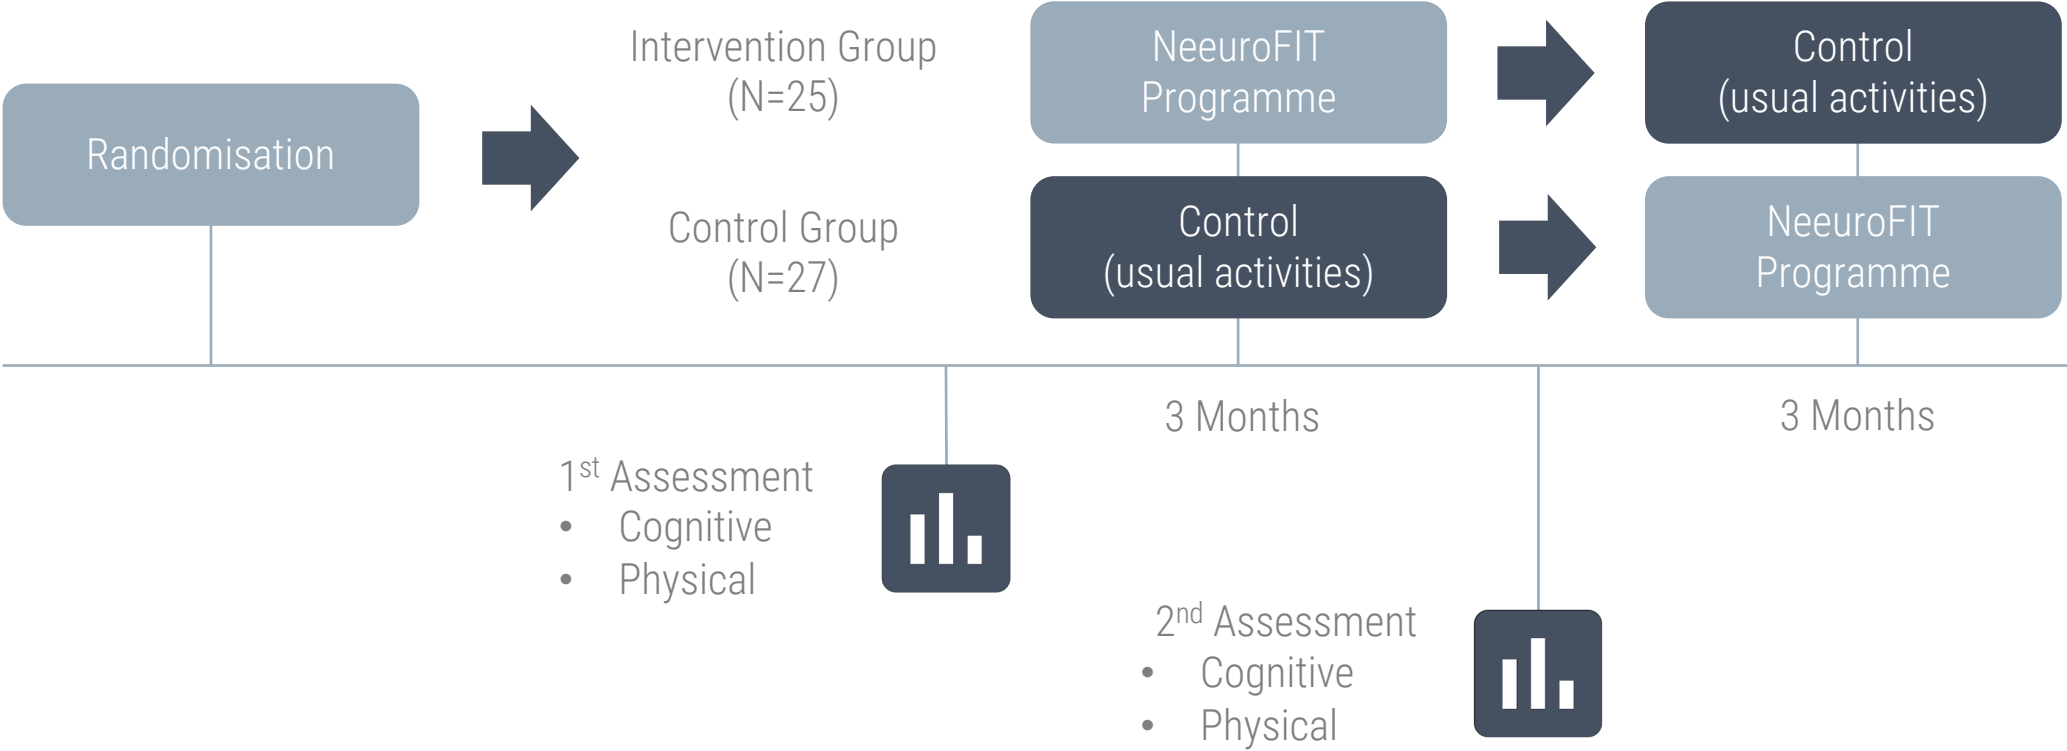 Randomisation
Intervention Group
(N=25)
Control Group
(N=27)
NeeuroFIT
Programme
Control
(usual activities)
Control
(usual activities)
NeeuroFIT
Programme
3 Months
3 Months
1st Assessment
• Cognitive
• Physical
2nd Assessment
• Cognitive
• Physical